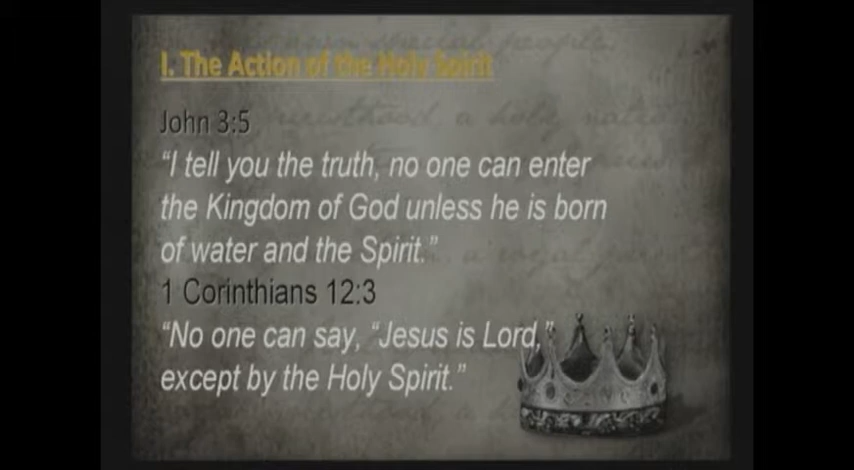 I. The Action of the Holy Spirit
John 3:5
“I tell you the truth, no one can enter
the Kingdom of God unless he is born
of water and the Spirit.”
1 Corinthians 12:3
“No one can say, “Jesus is Lord,”
except by the Holy Spirit.”